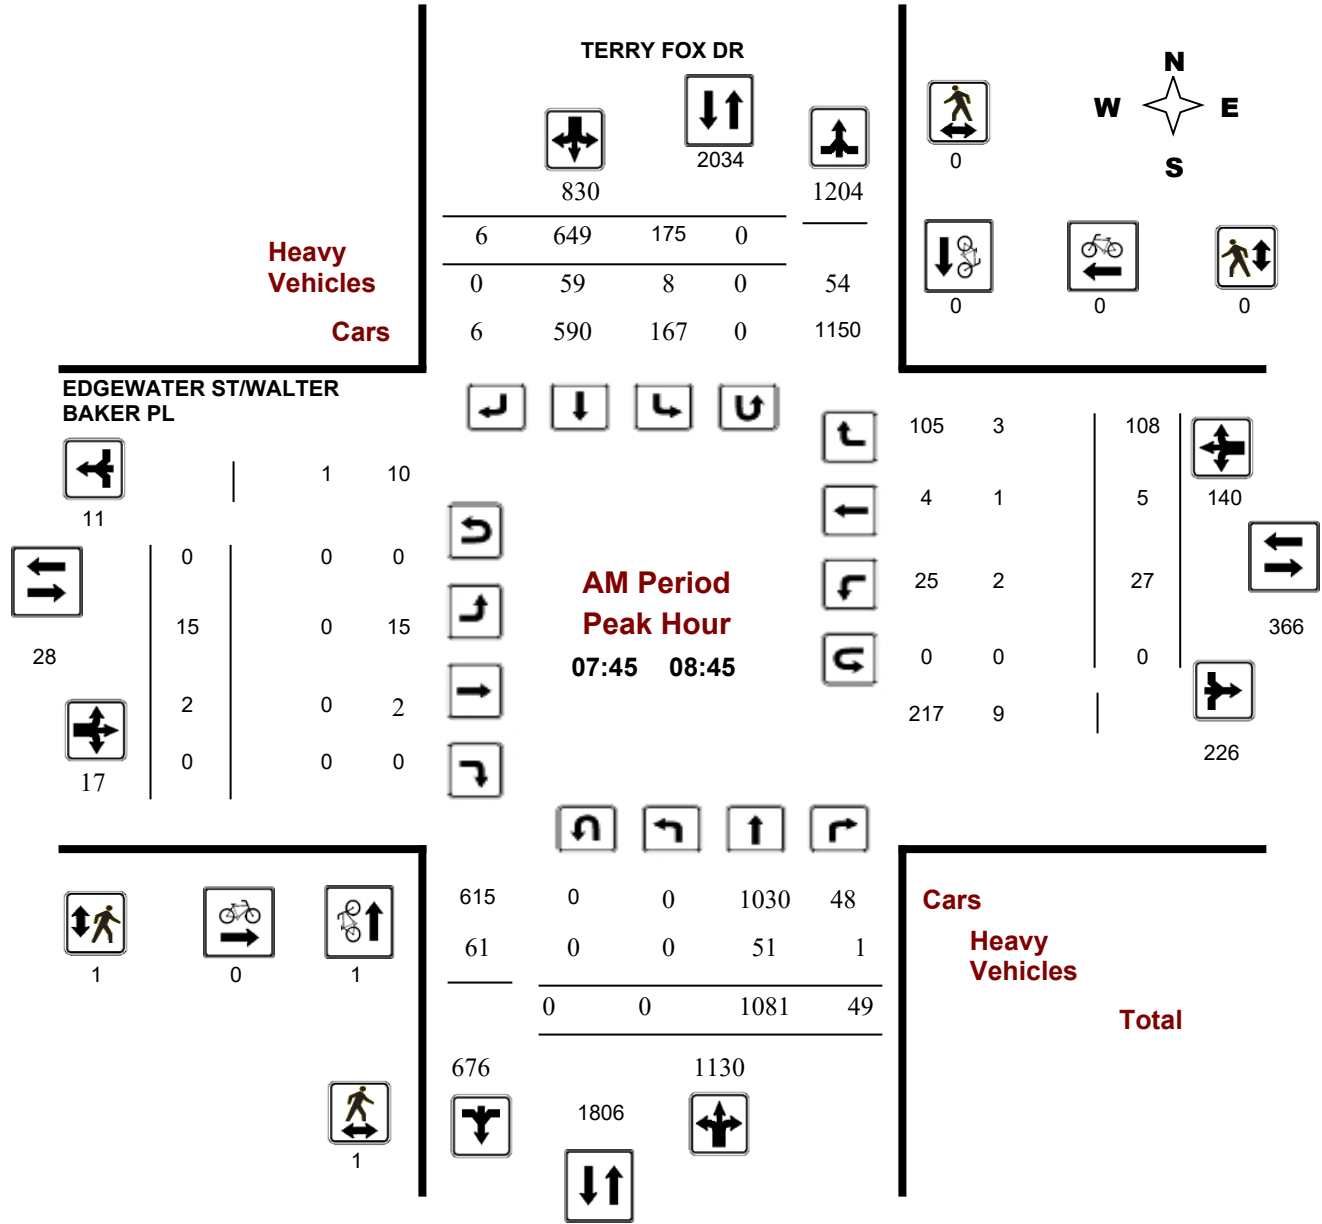 TERRY FOX DR
N
W E
S
2034
0
830 1204
6 649 175 0
Heavy
Vehicles
0 59 8 0 54
0 0 0
Cars
6 590 167 0 1150
EDGEWATER ST/WALTER
BAKER PL
105 3 108
1 10
11
4 1 5 140
0 0 0
AM Period
25 2 27
Peak Hour
15 0 15
366
28
07:45 08:45
0 0 0
2 0 2
217 9
226
0 0 0
17
615 0 0 1030 48
Cars
61 0 0 51 1
Heavy
Vehicles
1 0 1
0 0 1081 49
Total
676 1130
1806
1